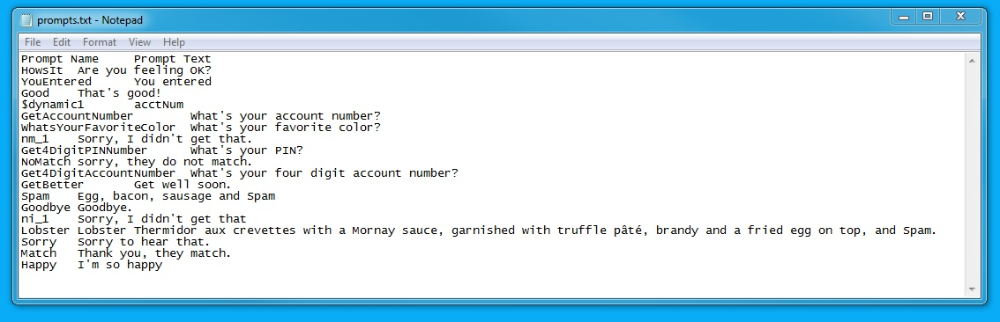 prompts.txt - Notepad
File Edit Format View Help
Prompt Name	Prompt Text
HowsIt	Are you feeling OK?
YouEntered	You entered
Good	That's good!
$dynamic1	acctNum
GetAccountNumber	What's your account number?
WhatsYourFavoriteColor	What's your favorite color?
nm_1	Sorry, I didn't get that.
Get4DigitPINNumber	What's your PIN?
NoMatch	sorry, they do not match.
Get4DigitAccountNumber	What's your four digit account number?
GetBetter	Get well soon.
Spam	Egg, bacon, sausage and Spam
Goodbye	Goodbye.
ni_1	Sorry, I didn't get that
Lobster	Lobster Thermidor aux crevettes with a Mornay sauce, garnished with truffle pâté, brandy and a fried egg on top, and Spam.
Sorry	Sorry to hear that.
Match	Thank you, they match.
Happy	I'm so happy